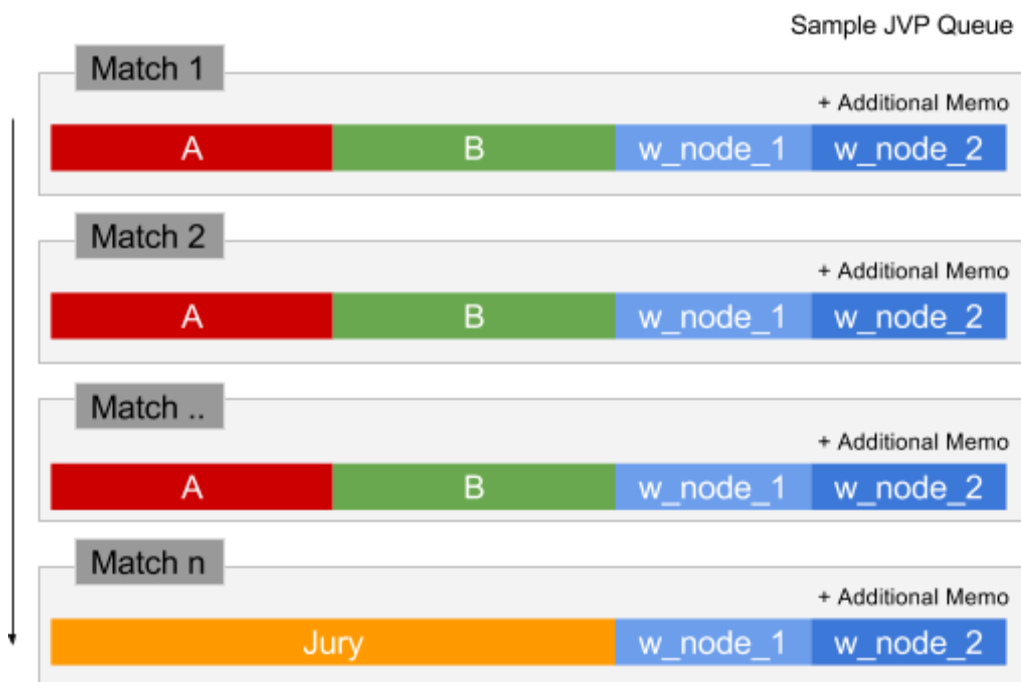 Sample JVP Queue
Match 1
+ Additional Memo
A B w_node_1 w_node_2
Match 2
+ Additional Memo
A B w_node_1 w_node_2
Match ..
+ Additional Memo
A B w_node_1 w_node_2
Match n
+ Additional Memo
Jury w_node_1 w_node_2